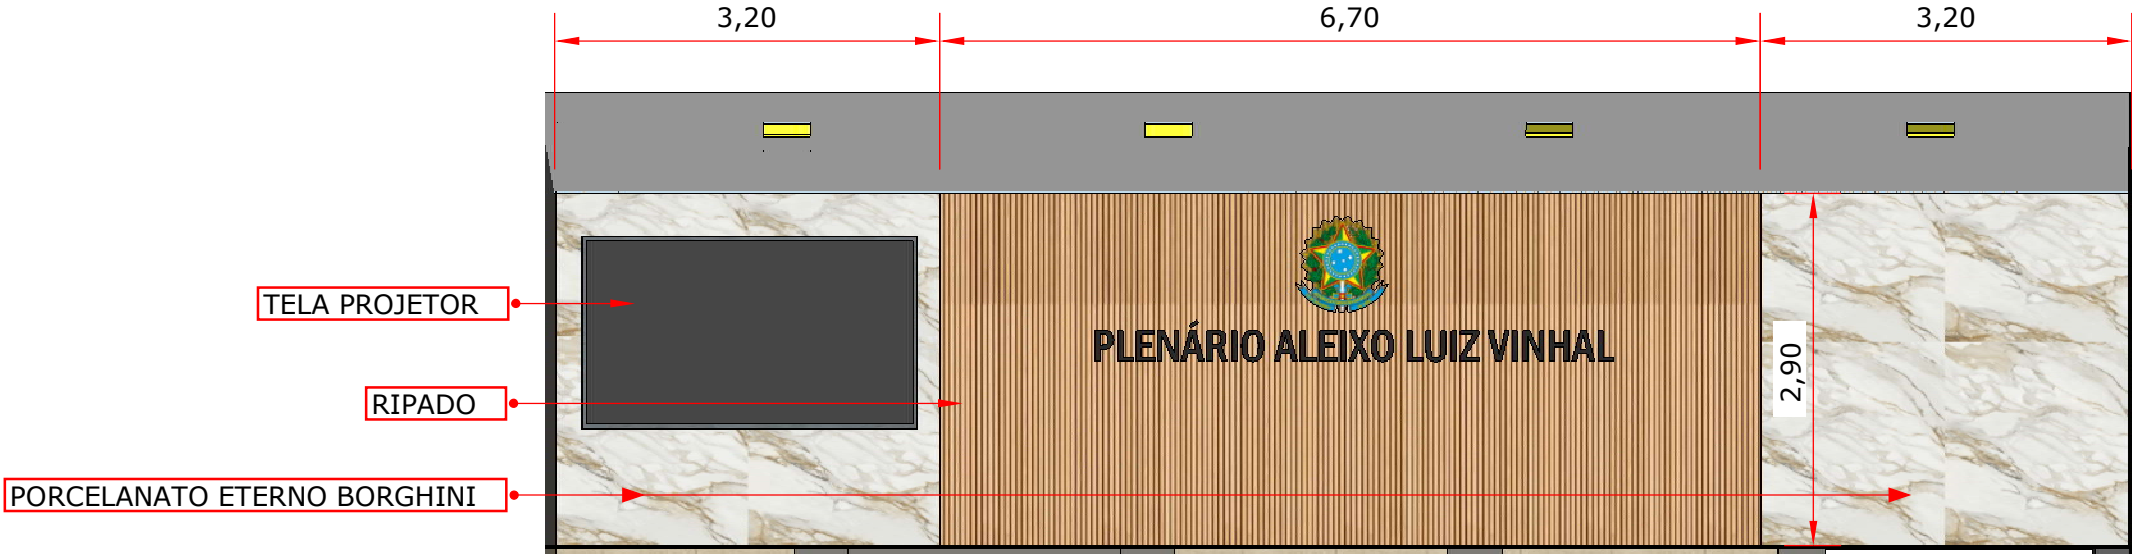 3,20
6,70
3,20
TELA PROJETOR
PLENÁRIO ALEIXO LUIZ VINHAL
2,90
RIPADO
PORCELANATO ETERNO BORGHINI